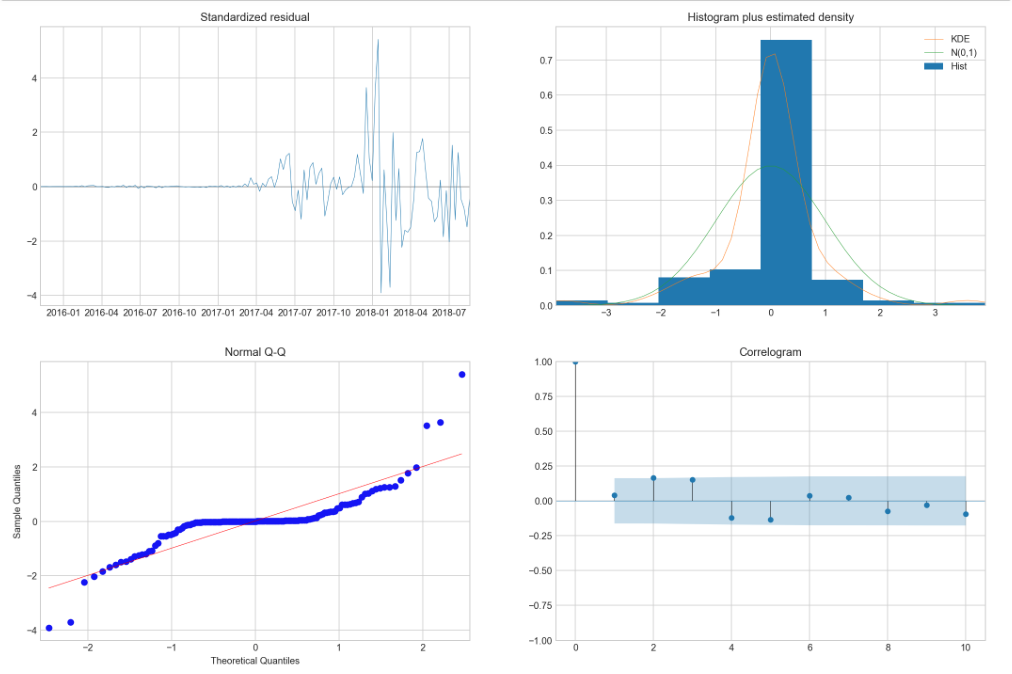 Standardized residual
4
2
0
−2
−4
2016-01 2016-04 2016-07 2016-10 2017-01 2017-04 2017-07 2017-10 2018-01 2018-04 2018-07
Histogram plus estimated density
KDE
N(0,1)
Hist
0.7
0.6
0.5
0.4
0.3
0.2
0.1
0.0
−3 −2 −1 0 1 2 3
Normal Q-Q
Sample Quantiles
4
2
0
−2
−4
−2 −1 0 1 2
Theoretical Quantiles
Correlogram
1.00
0.75
0.50
0.25
0.00
−0.25
−0.50
−0.75
−1.00
0 2 4 6 8 10